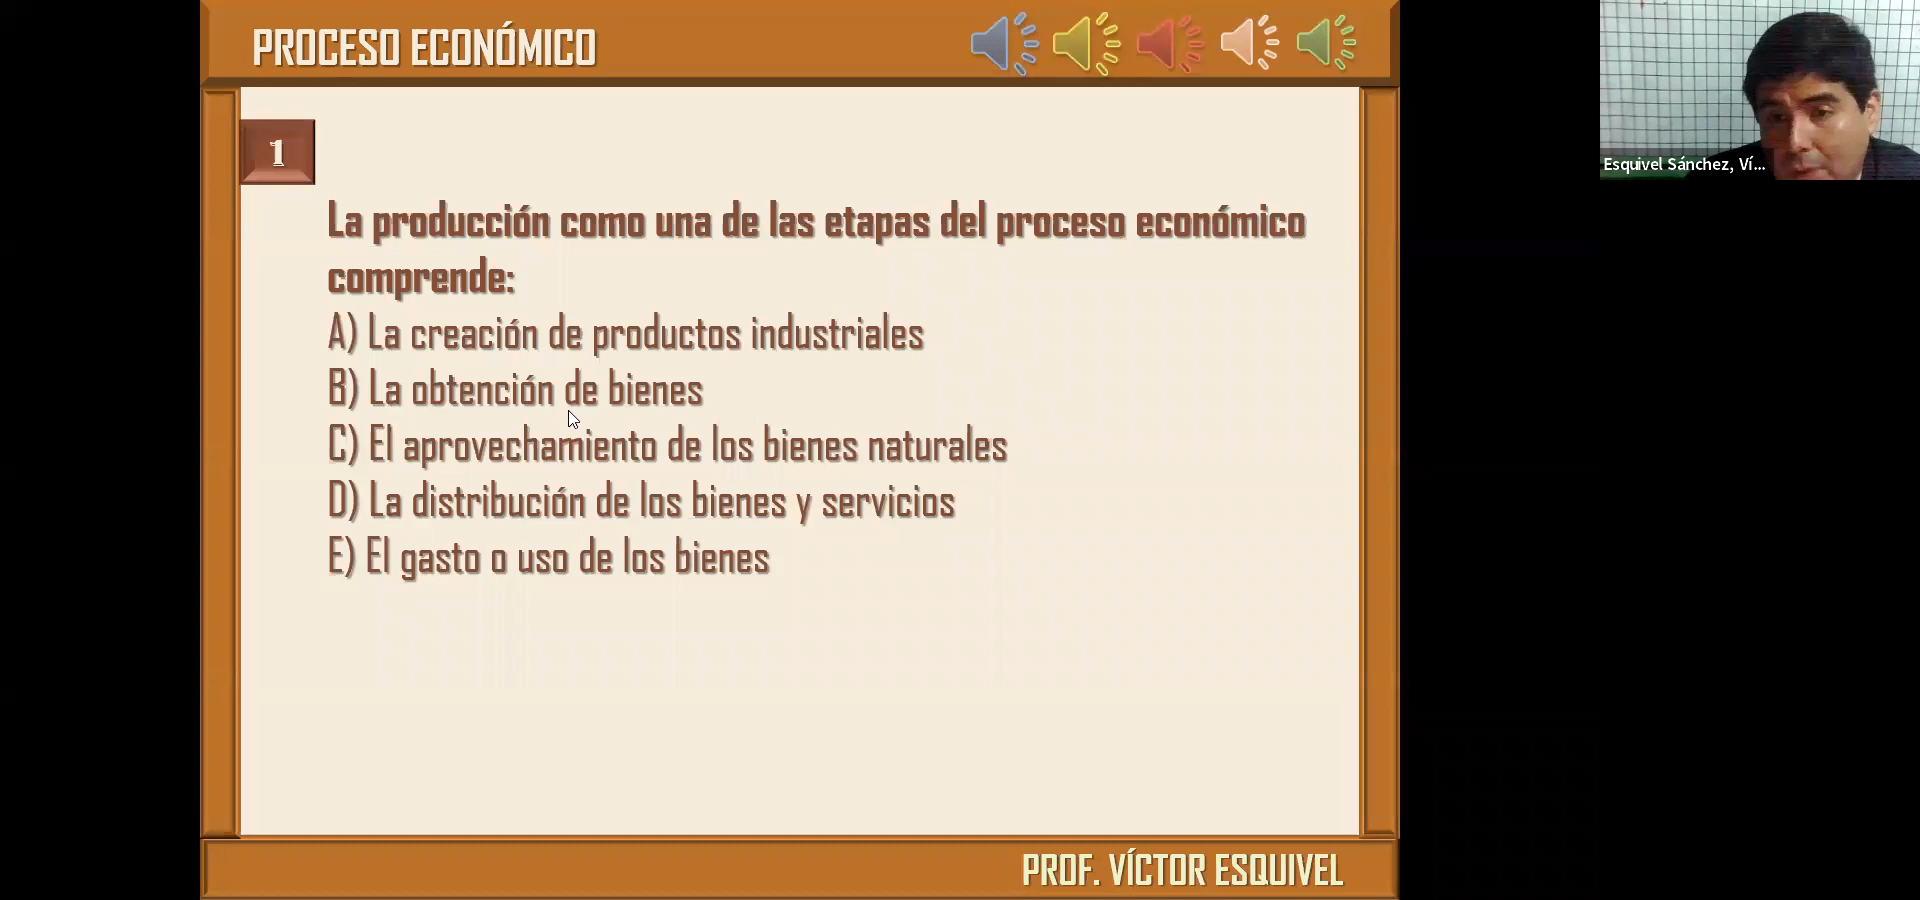 PROCESO ECONÓMICO
Esquivel Sánchez, Ví...
1
La producción como una de las etapas del proceso económico
comprende:
A) La creación de productos industriales
B) La obtención de bienes
C) El aprovechamiento de los bienes naturales
D) La distribución de los bienes y servicios
E) El gasto o uso de los bienes
PROF. VÍCTOR ESQUIVEL